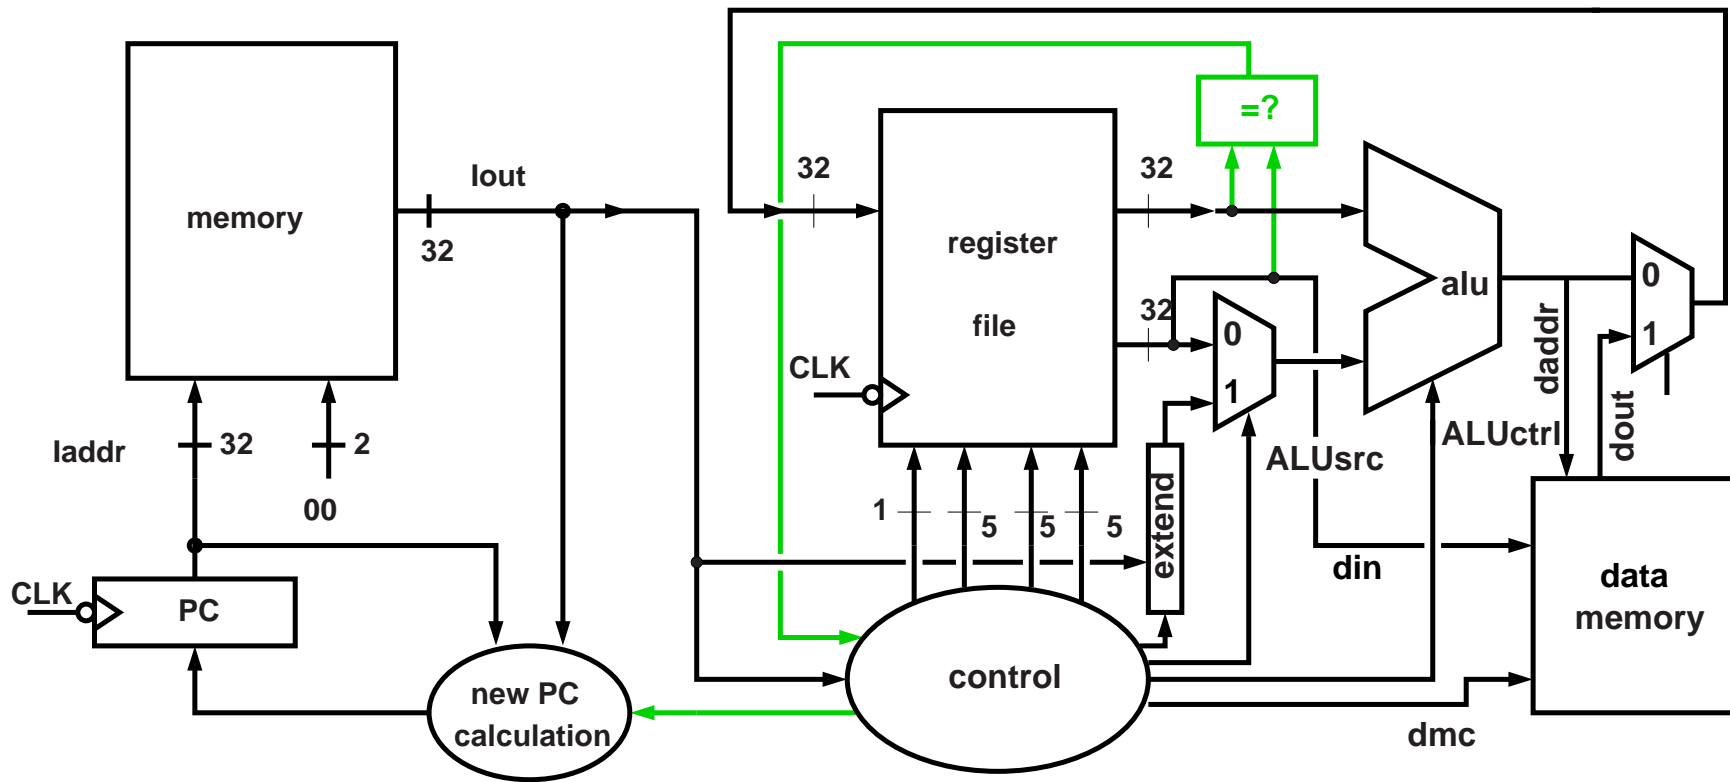 =?
32
32
Iout
memory
32
register
file
alu
0
1
32
0
1
CLK
daddr
dout
Iaddr
32
2
00
ALUsrc
ALUctrl
1
5
5
5
extend
din
data
memory
CLK
PC
new PC
calculation
control
dmc